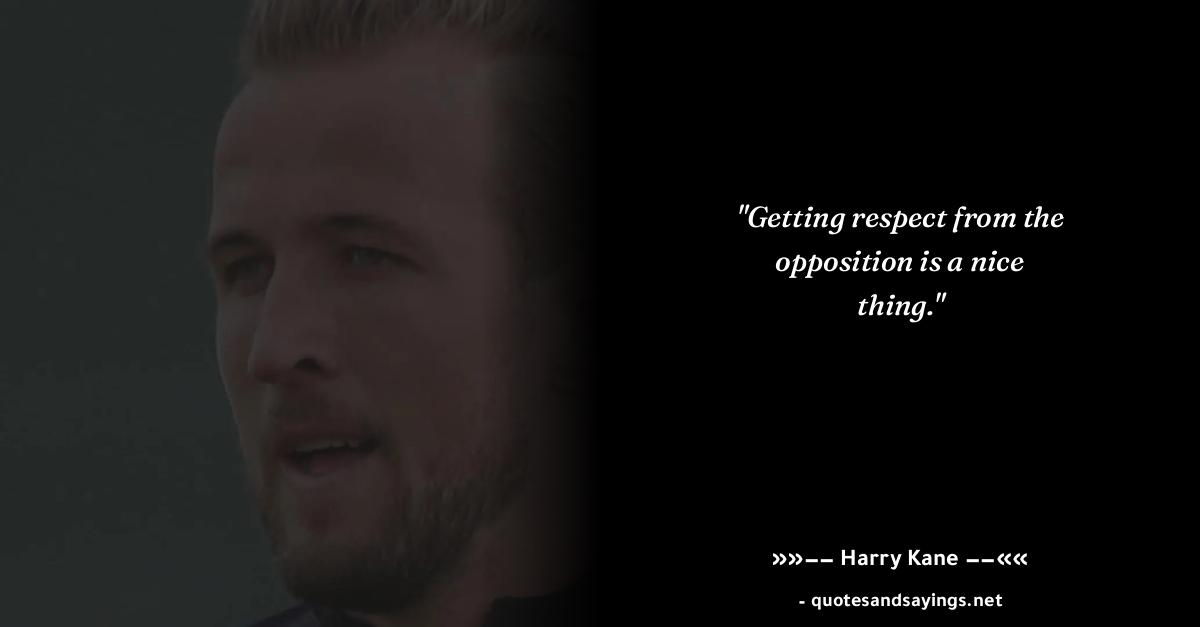 "Getting respect from the
opposition is a nice
thing."
»»–– Harry Kane ––««
- quotesandsayings.net